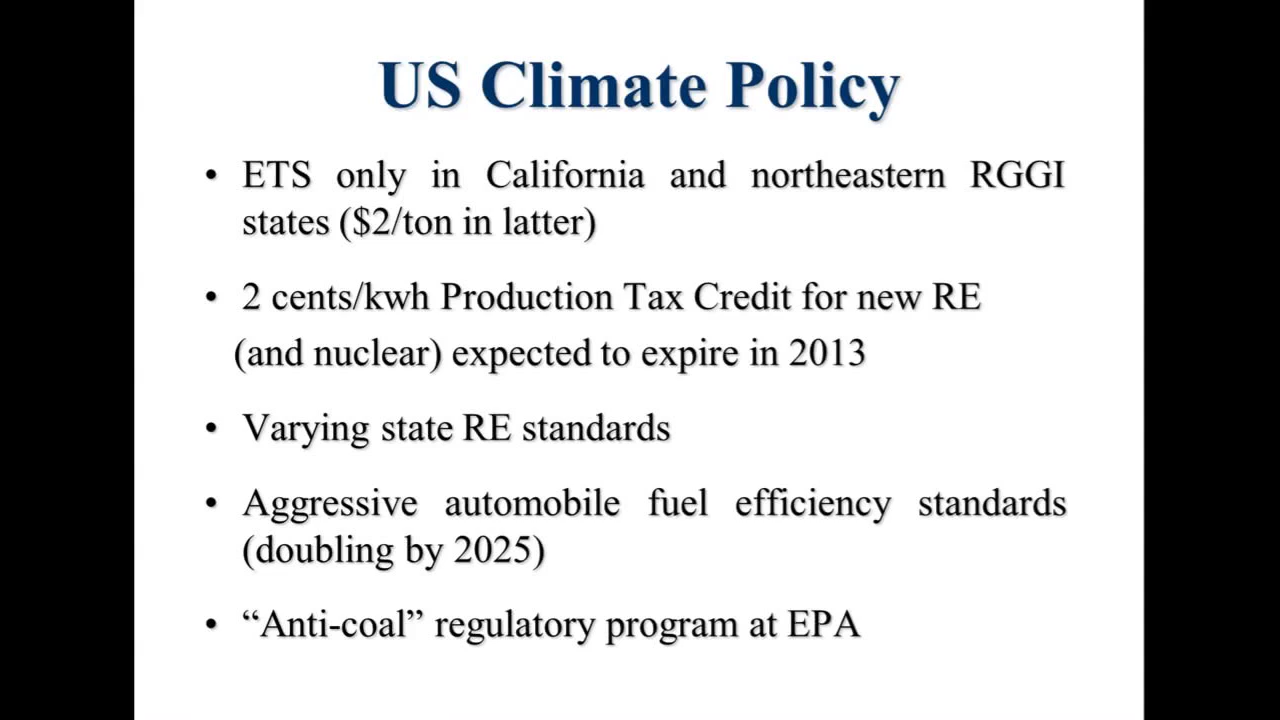 US Climate Policy
• ETS only in California and northeastern RGGI
states ($2/ton in latter)
• 2 cents/kwh Production Tax Credit for new RE
(and nuclear) expected to expire in 2013
• Varying state RE standards
• Aggressive automobile fuel efficiency standards
(doubling by 2025)
• “Anti-coal” regulatory program at EPA